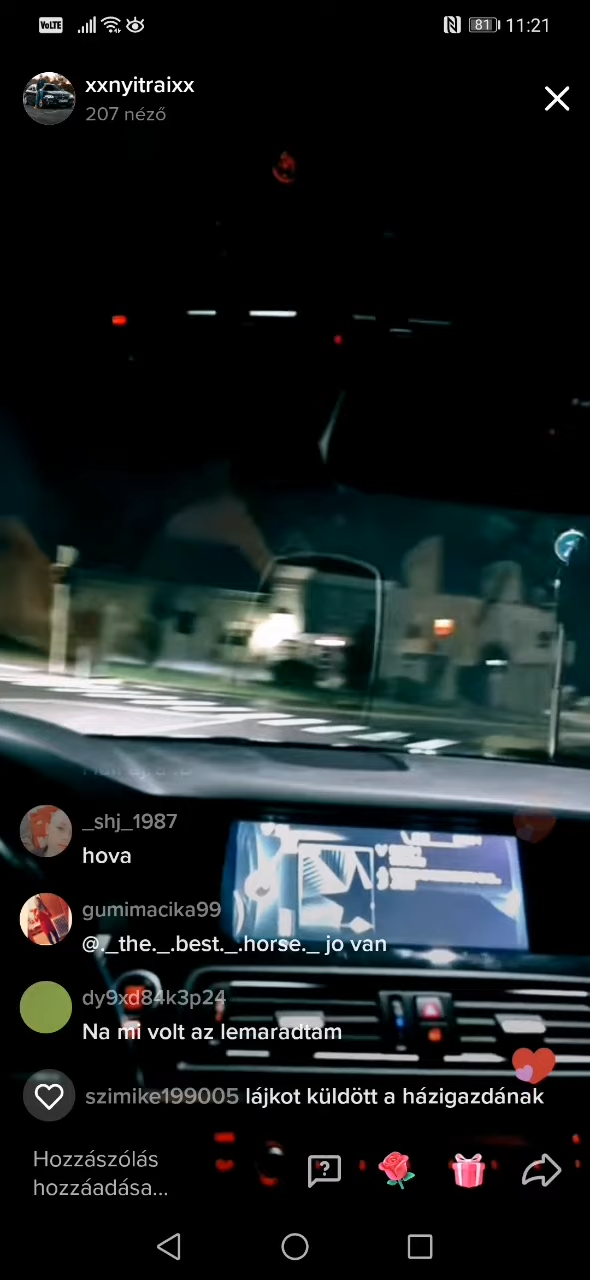 VoLTE
81
11:21
xxnyitraixx
207 néző
_shj_1987
hova
gumimacika99
@._the._.best._.horse._ jo van
dy9xd84k3p24
Na mi volt az lemaradtam
szimike199005 lájkot küldött a házigazdának
Hozzászólás
hozzáadása...